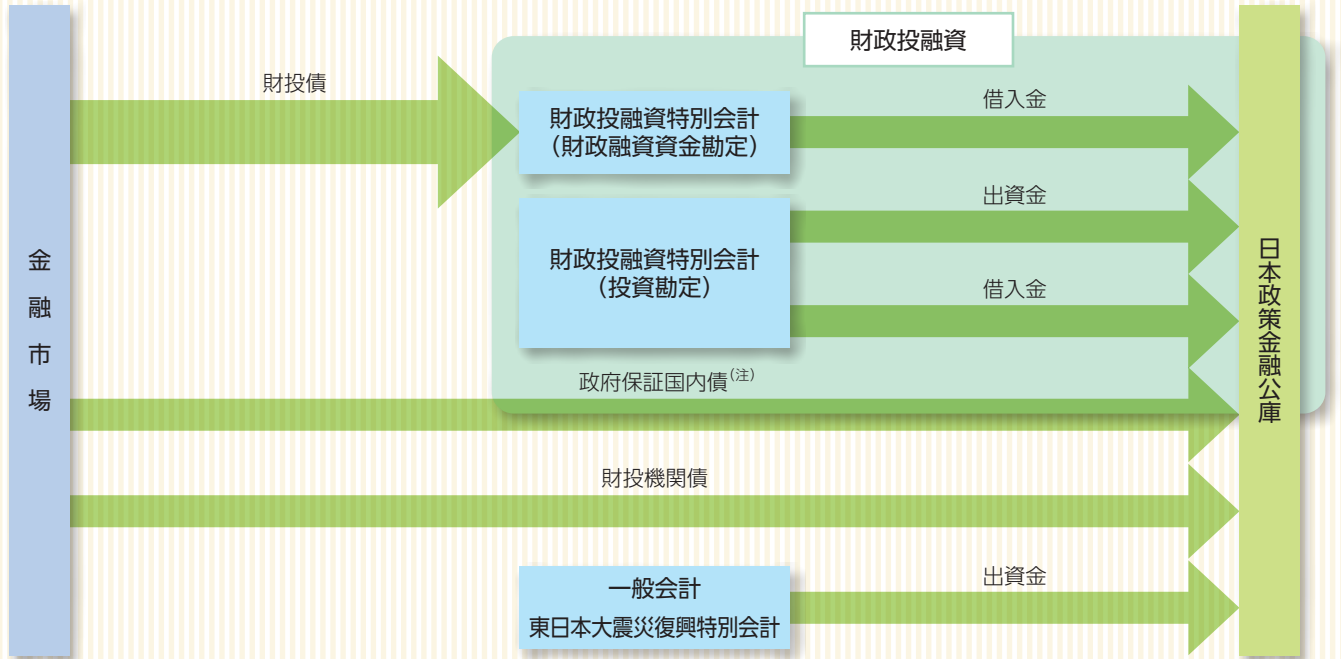 財政投融資
財投債
財政投融資特別会計
（財政融資資金勘定）
借入金
出資金
財政投融資特別会計
（投資勘定）
借入金
金融市場
日本政策金融公庫
政府保証国内債(注)
財投機関債
一般会計
東日本大震災復興特別会計
出資金